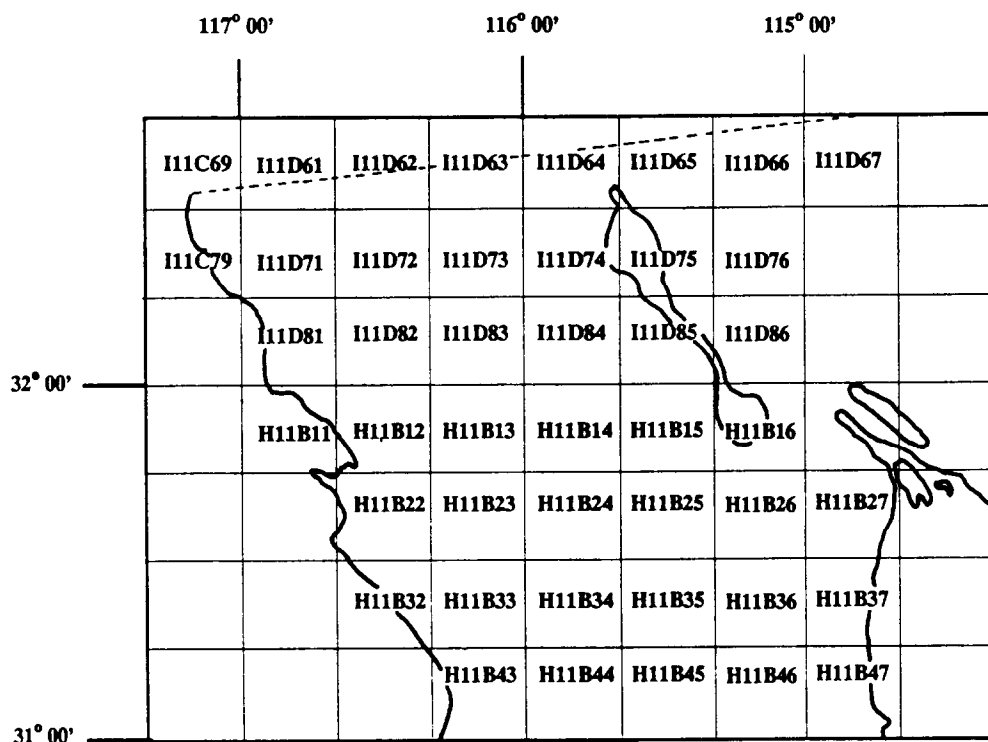 117° 00' 116° 00' 115° 00'
I11C69 I11D61 I11D62 I11D63 I11D64 I11D65 I11D66 I11D67
I11C79 I11D71 I11D72 I11D73 I11D74 I11D75 I11D76
I11D81 I11D82 I11D83 I11D84 I11D85 I11D86
32° 00'
H11B11 H11B12 H11B13 H11B14 H11B15 H11B16
H11B22 H11B23 H11B24 H11B25 H11B26 H11B27
H11B32 H11B33 H11B34 H11B35 H11B36 H11B37
H11B43 H11B44 H11B45 H11B46 H11B47
31° 00'